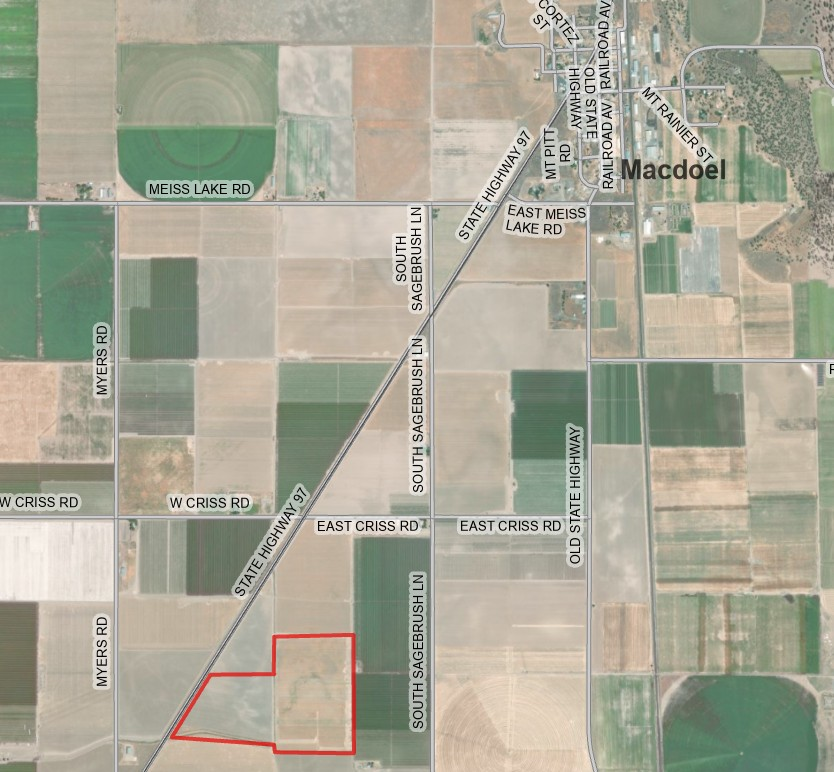 CORTEZ
ST
RAILROAD AV
OLD STATE
HIGHWAY
MT RAINIER ST
MT PITT
RD
RAILROAD AV
Macdoel
STATE HIGHWAY 97
MEISS LAKE RD
EAST MEISS
LAKE RD
SOUTH
SAGEBRUSH LN
MYERS RD
SOUTH SAGEBRUSH LN
OLD STATE HIGHWAY
W CRISS RD
W CRISS RD
STATE HIGHWAY 97
EAST CRISS RD
EAST CRISS RD
MYERS RD
SOUTH SAGEBRUSH LN